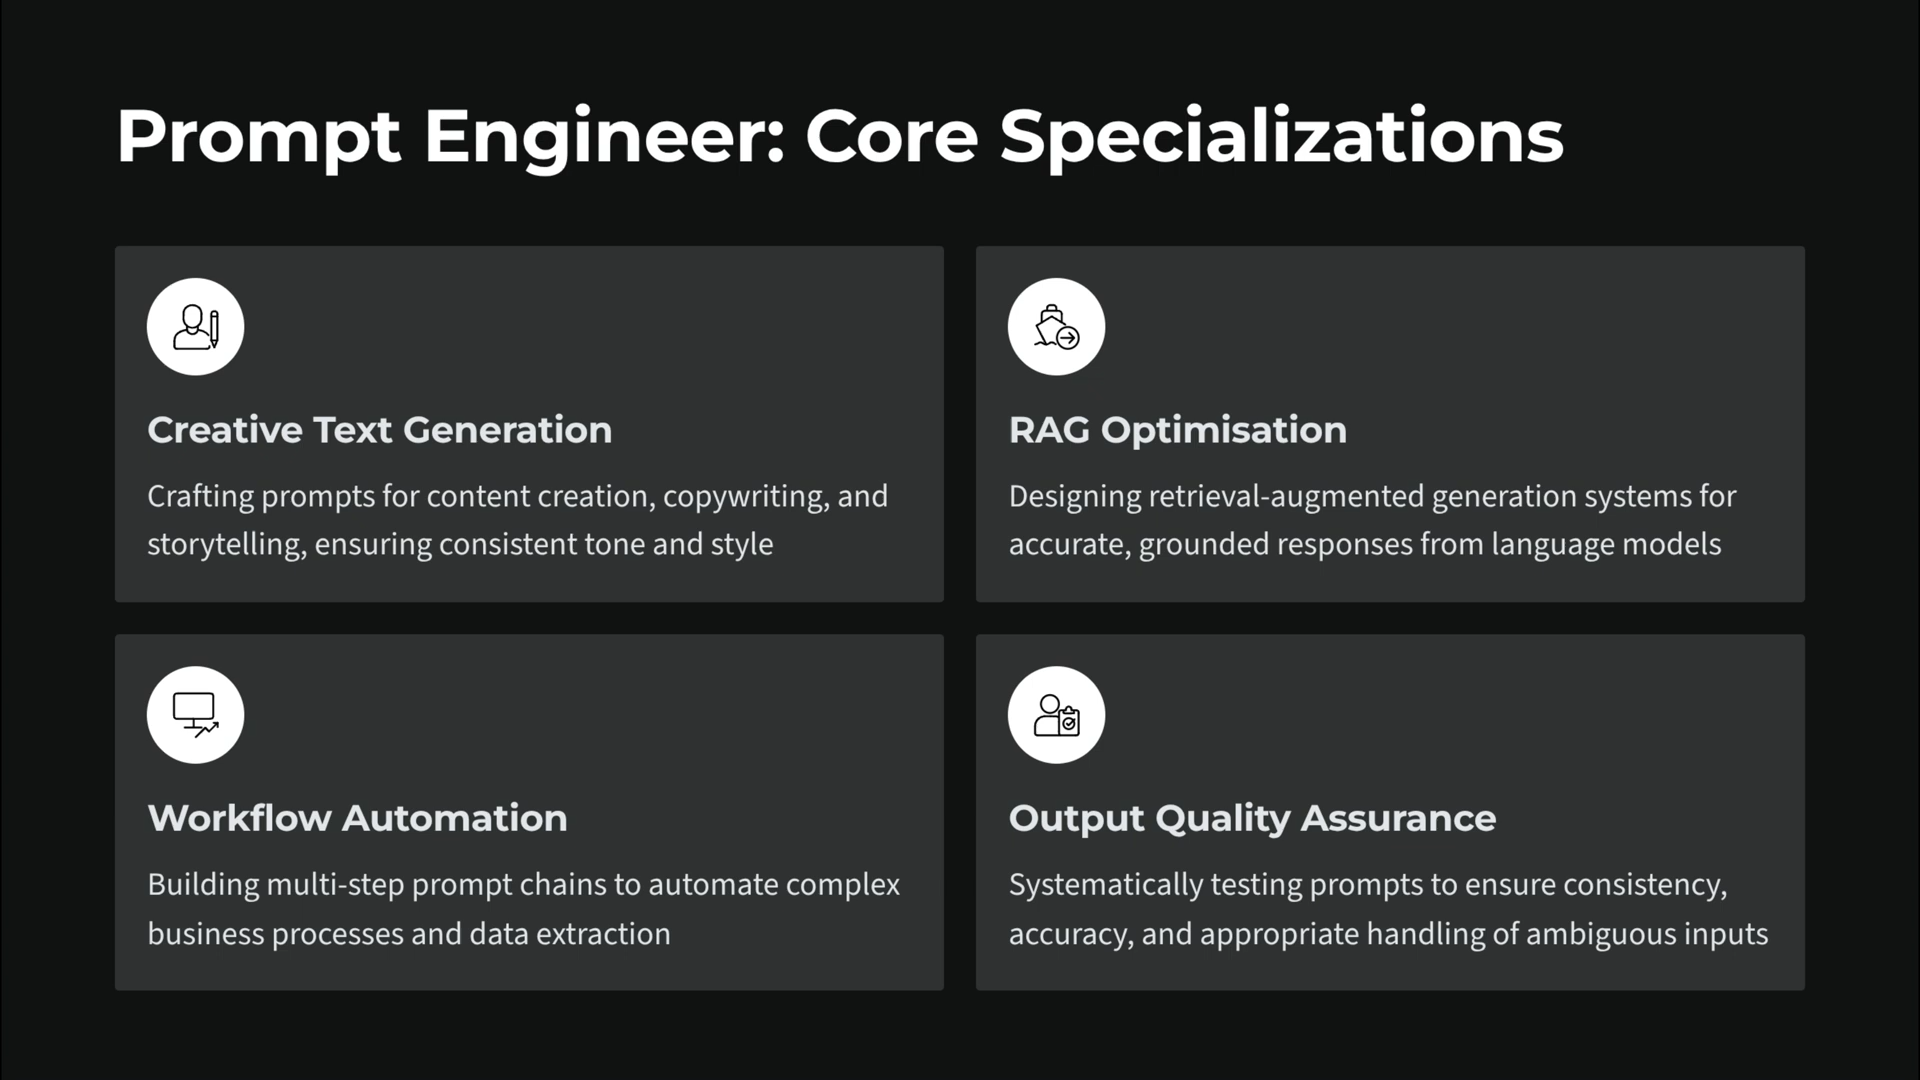 Prompt Engineer: Core Specializations
Creative Text Generation
Crafting prompts for content creation, copywriting, and
storytelling, ensuring consistent tone and style
RAG Optimisation
Designing retrieval-augmented generation systems for
accurate, grounded responses from language models
Workflow Automation
Building multi-step prompt chains to automate complex
business processes and data extraction
Output Quality Assurance
Systematically testing prompts to ensure consistency,
accuracy, and appropriate handling of ambiguous inputs